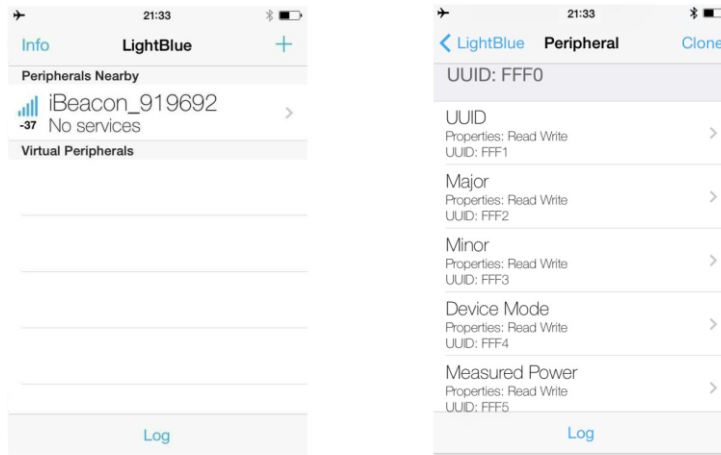 21:33
Info LightBlue +
Peripherals Nearby
iBeacon_919692
-37 No services
Virtual Peripherals
Log
21:33
LightBlue Peripheral Clone
UUID: FFF0
UUID
Properties: Read Write
UUID: FFF1
Major
Properties: Read Write
UUID: FFF2
Minor
Properties: Read Write
UUID: FFF3
Device Mode
Properties: Read Write
UUID: FFF4
Measured Power
Properties: Read Write
UUID: FFF5
Log